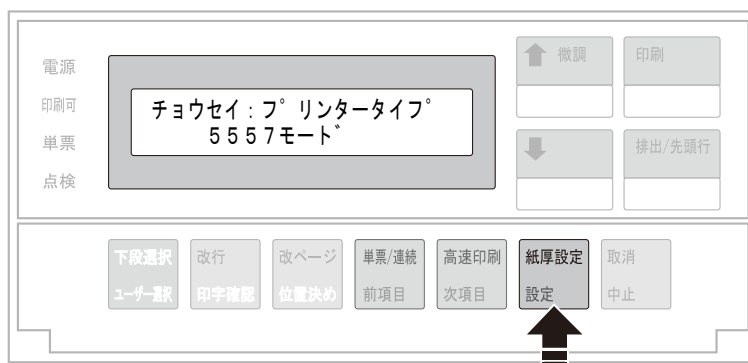 電源
印刷可
単票
点検
チョウセイ：プリンタータイプ
5557モード
微調
印刷
排出/先頭行
下段選択
ユーザー選択
改行
印字確認
改ページ
位置決め
単票/連続
前項目
高速印刷
次項目
紙厚設定
設定
取消
中止